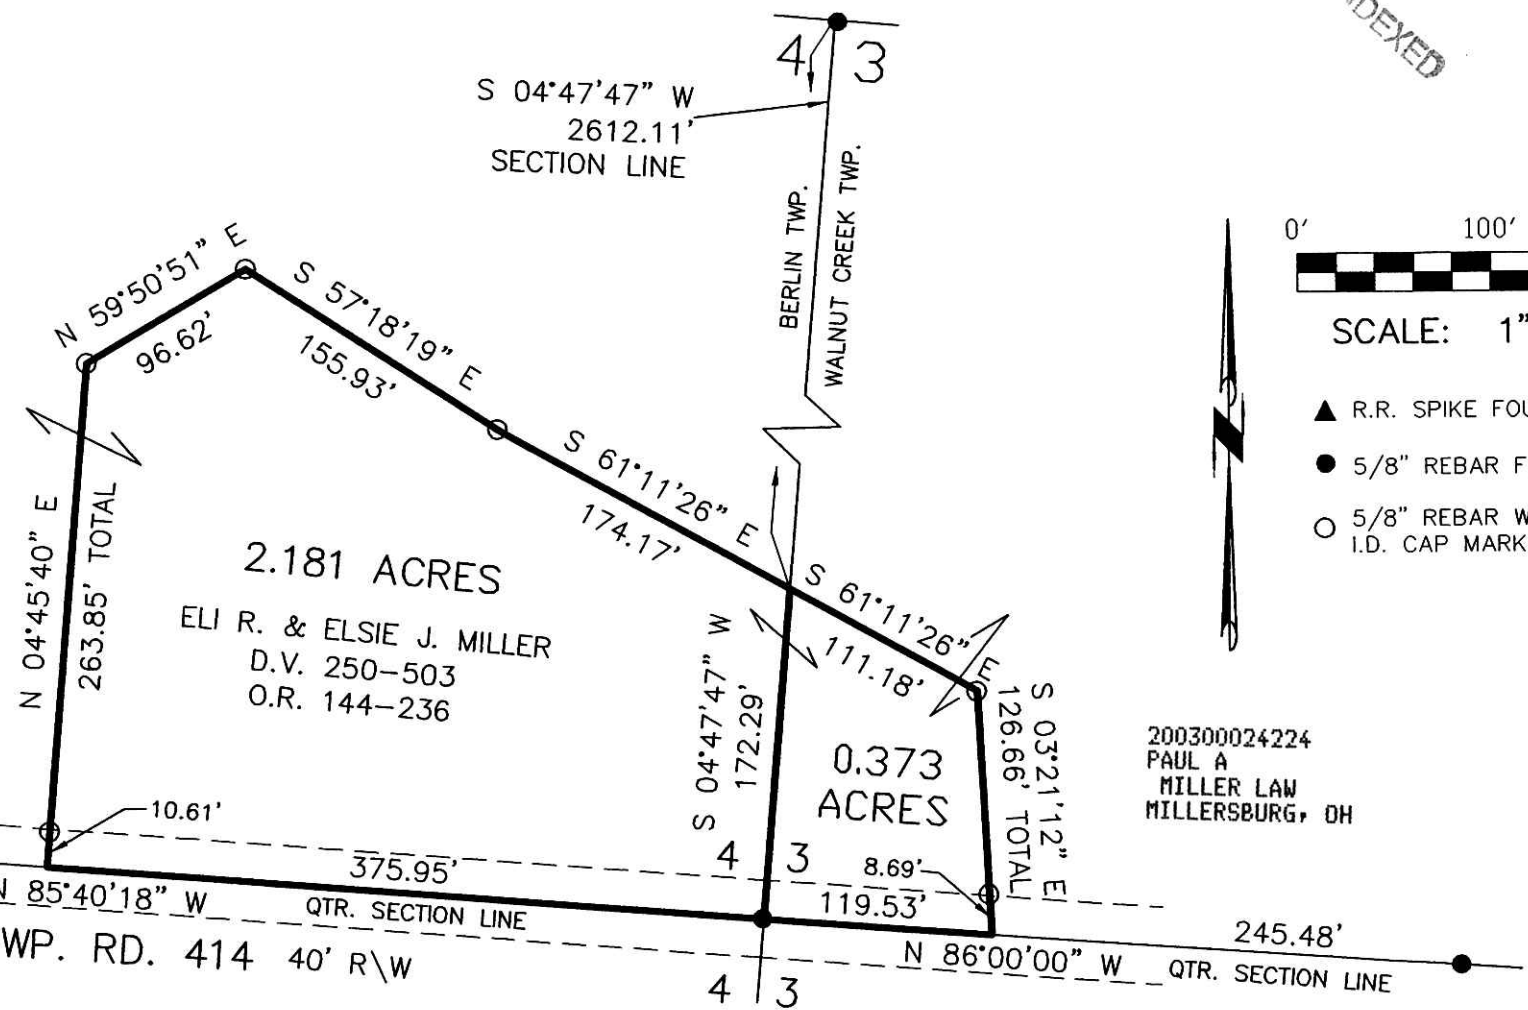 DEXED
4 3
S 04°47'47" W
2612.11'
SECTION LINE
BERLIN TWP.
WALNUT CREEK TWP.
0' 100'
SCALE: 1"
R.R. SPIKE FOU
5/8" REBAR F
5/8" REBAR W
I.D. CAP MARK
N 59°50'51" E
96.62'
S 57°18'19" E
155.93'
S 61°11'26" E
174.17'
S 61°11'26" E
111.18'
N 04°45'40" E
263.85' TOTAL
2.181 ACRES
ELI R. & ELSIE J. MILLER
D.V. 250-503
O.R. 144-236
S 04°47'47" W
172.29'
0.373
ACRES
S 03°21'12" E
126.66' TOTAL
200300024224
PAUL A
MILLER LAW
MILLERSBURG, OH
10.61'
375.95'
4 3
8.69'
119.53'
N 85°40'18" W
QTR. SECTION LINE
WP. RD. 414 40' R\W
N 86°00'00" W
245.48'
QTR. SECTION LINE
4 3